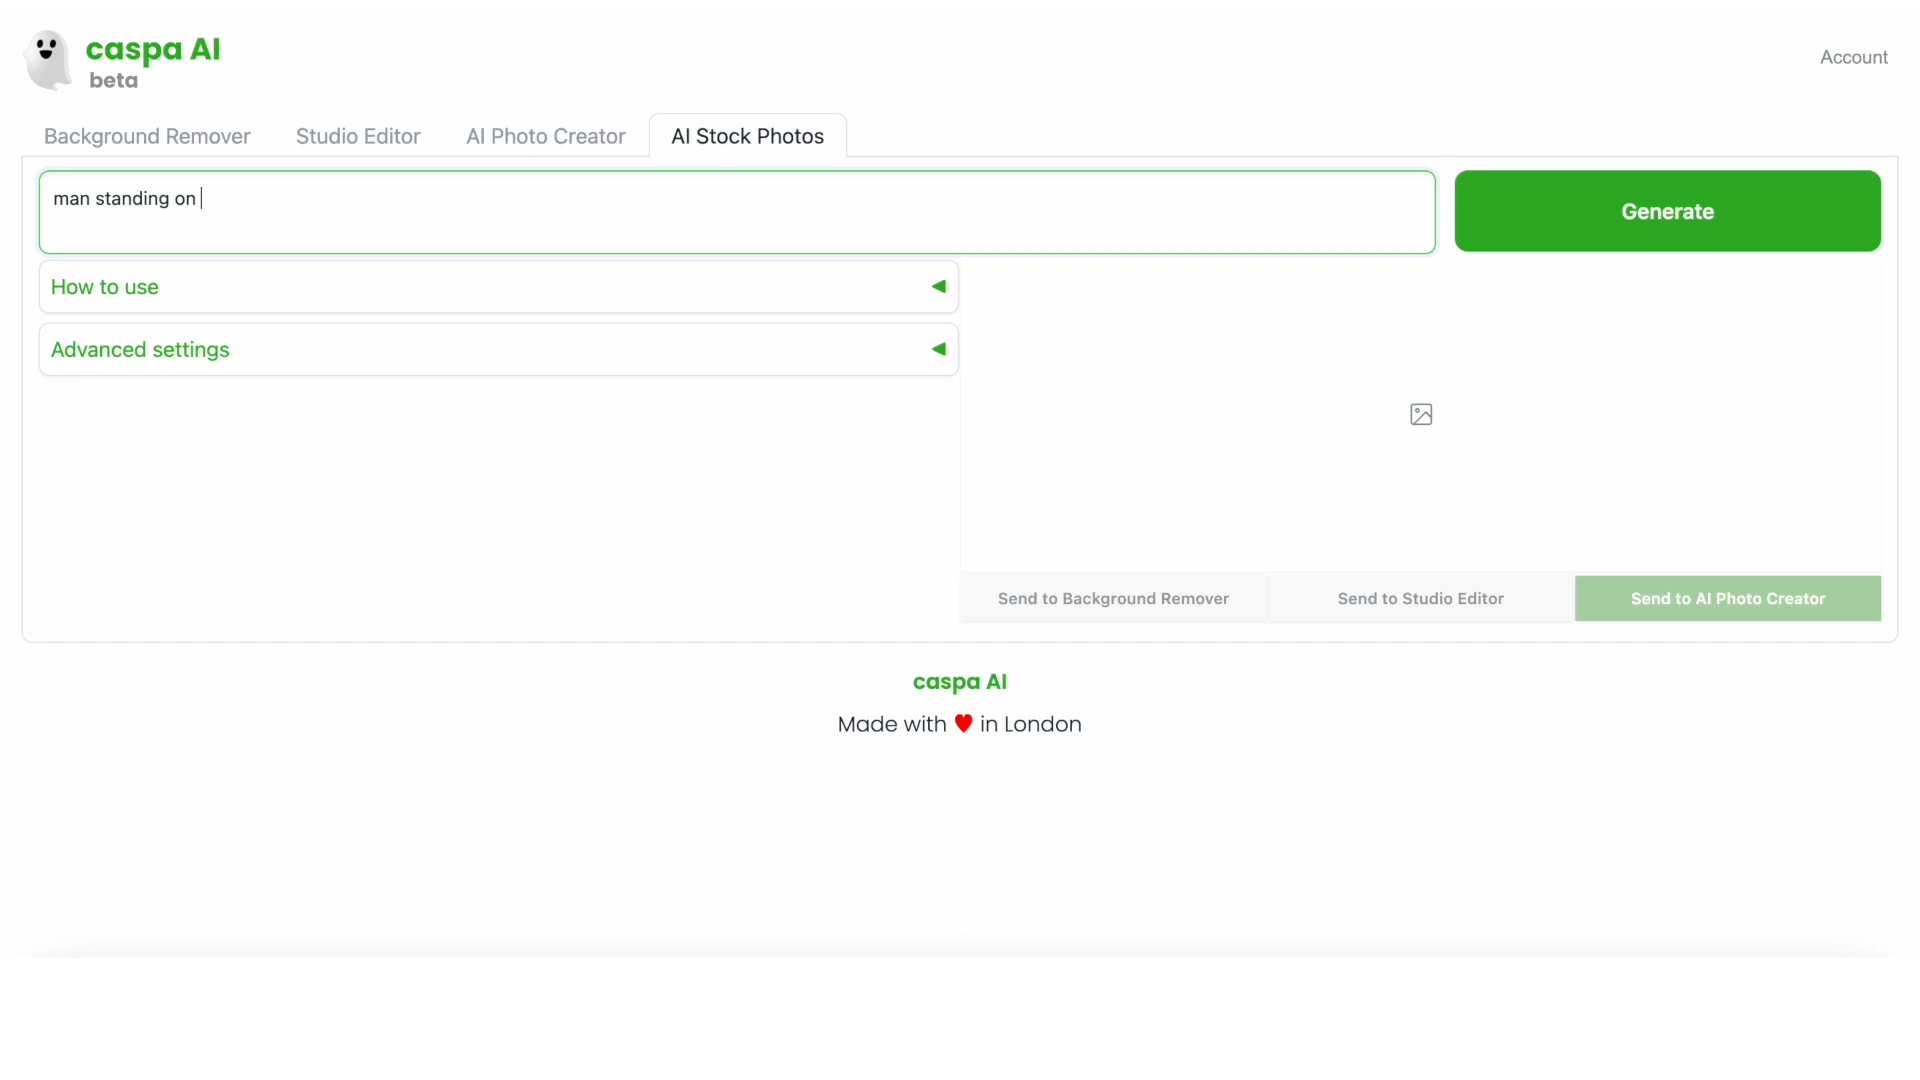 caspa AI
beta
Account
Background Remover
Studio Editor
AI Photo Creator
AI Stock Photos
man standing on
Generate
How to use
Advanced settings
Send to Background Remover
Send to Studio Editor
Send to AI Photo Creator
caspa AI
Made with ❤️ in London